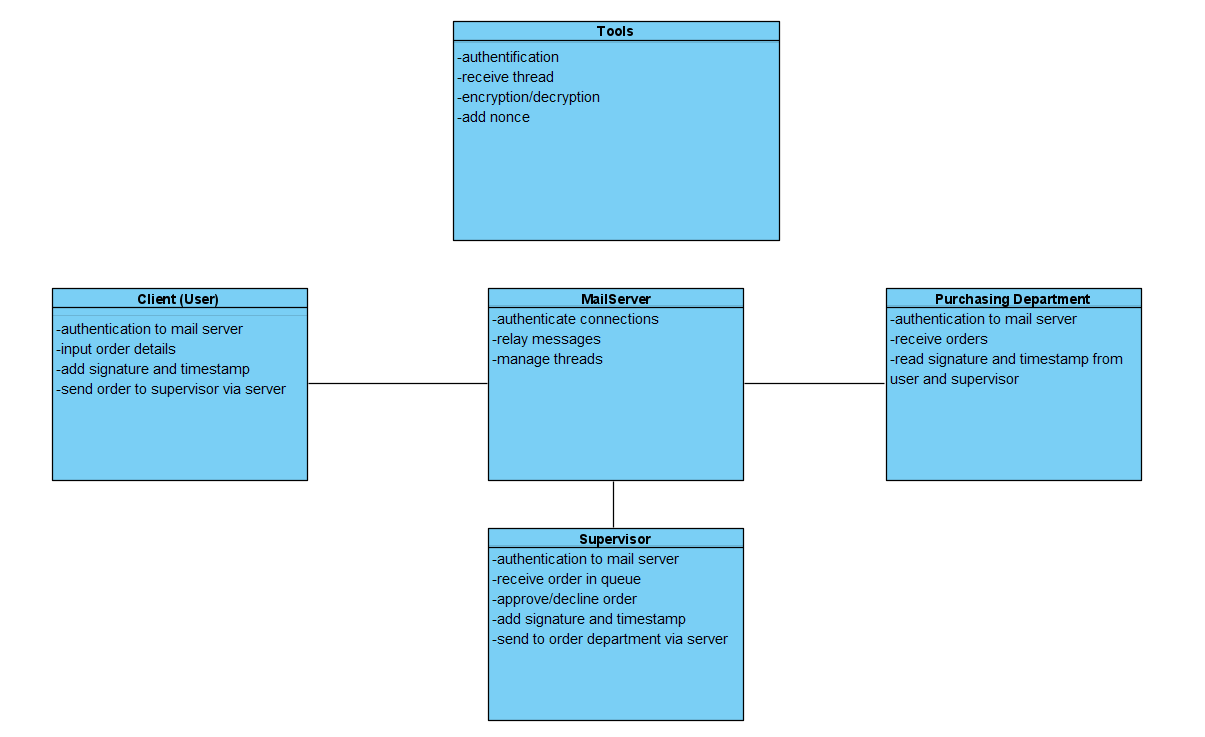 Tools
-authentification
-receive thread
-encryption/decryption
-add nonce
Client (User)
-authentication to mail server
-input order details
-add signature and timestamp
-send order to supervisor via server
MailServer
-authenticate connections
-relay messages
-manage threads
Purchasing Department
-authentication to mail server
-receive orders
-read signature and timestamp from
user and supervisor
Supervisor
-authentication to mail server
-receive order in queue
-approve/decline order
-add signature and timestamp
-send to order department via server